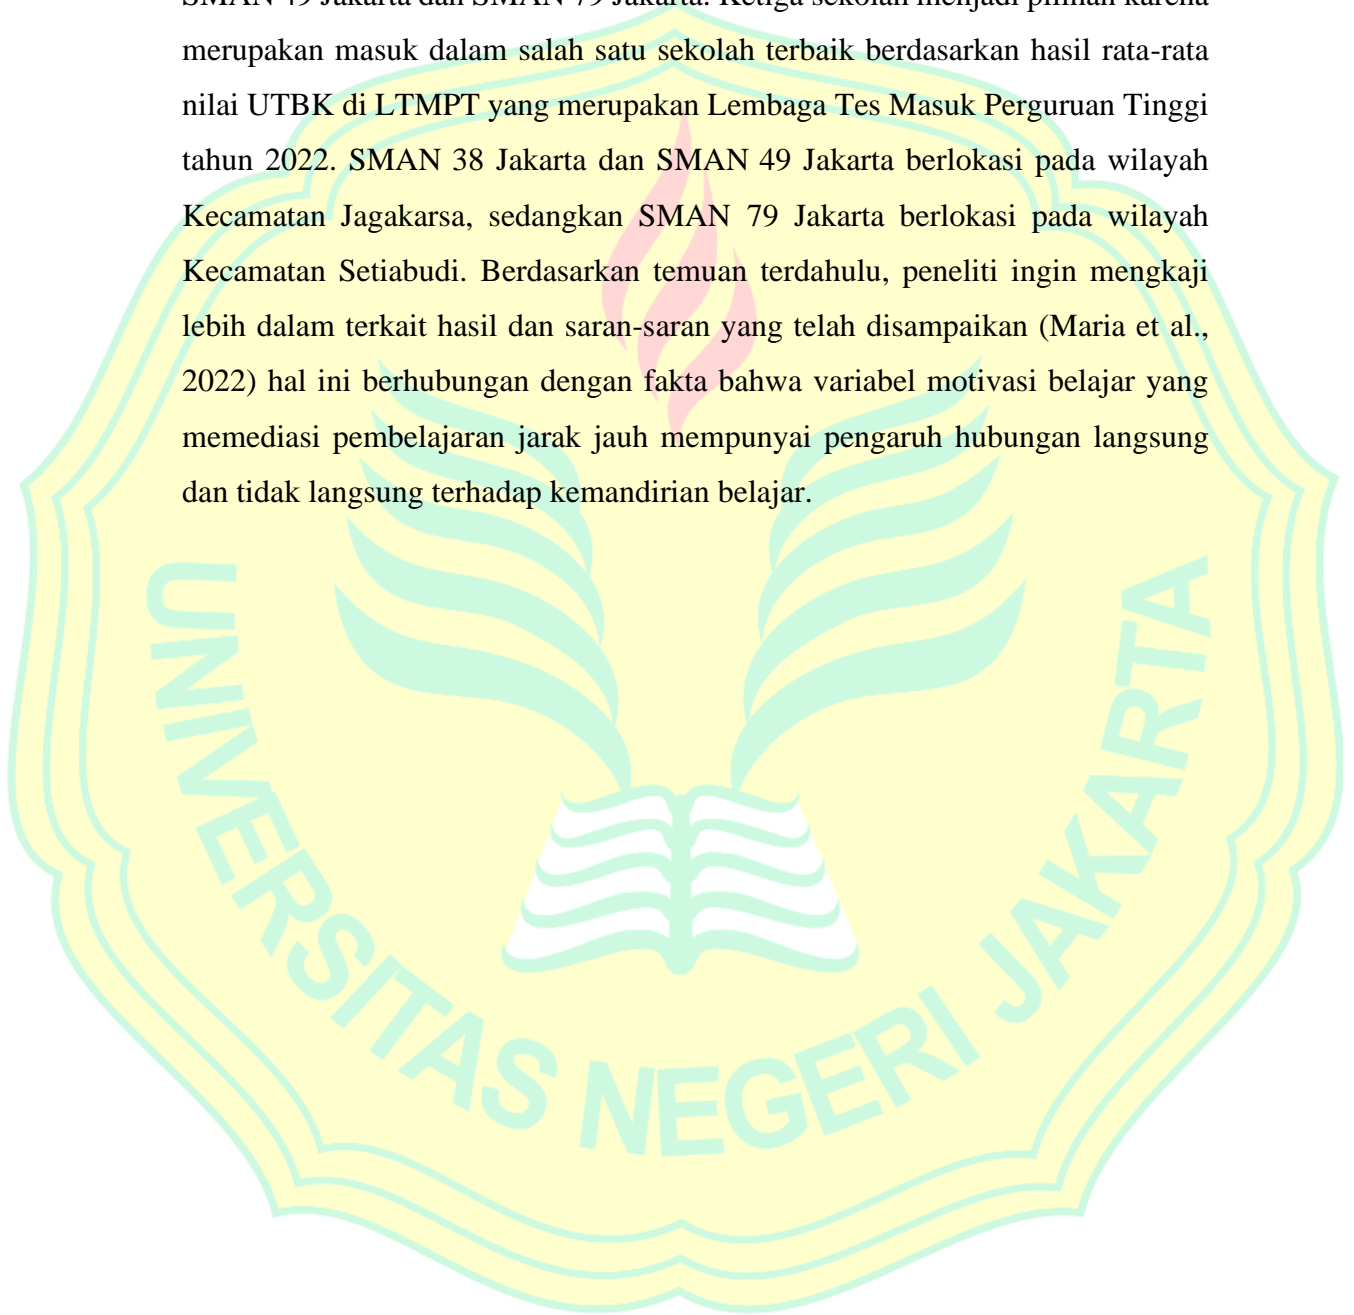 SMAN 49 Jakarta dan SMAN 79 Jakarta. Ketiga sekolah menjadi pilihan karena
merupakan masuk dalam salah satu sekolah terbaik berdasarkan hasil rata-rata
nilai UTBK di LTMPT yang merupakan Lembaga Tes Masuk Perguruan Tinggi
tahun 2022. SMAN 38 Jakarta dan SMAN 49 Jakarta berlokasi pada wilayah
Kecamatan Jagakarsa, sedangkan SMAN 79 Jakarta berlokasi pada wilayah
Kecamatan Setiabudi. Berdasarkan temuan terdahulu, peneliti ingin mengkaji
lebih dalam terkait hasil dan saran-saran yang telah disampaikan (Maria et al.,
2022) hal ini berhubungan dengan fakta bahwa variabel motivasi belajar yang
memediasi pembelajaran jarak jauh mempunyai pengaruh hubungan langsung
dan tidak langsung terhadap kemandirian belajar.
UNIVERSITAS NEGERI JAKARTA